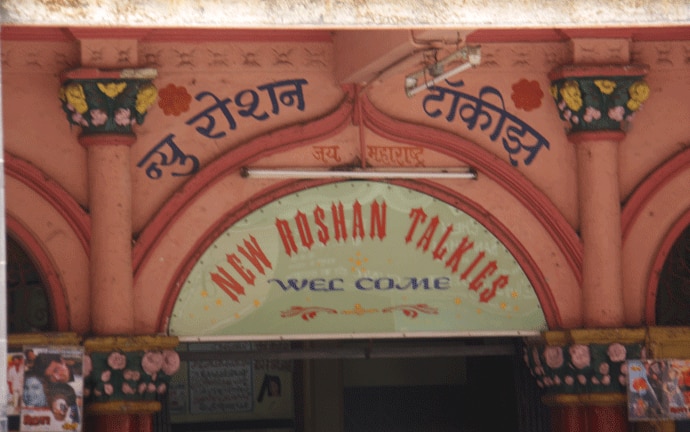 न्यु रोशन टॉकीझ
जय महाराष्ट्र
NEW ROSHAN TALKIES
WEL COME